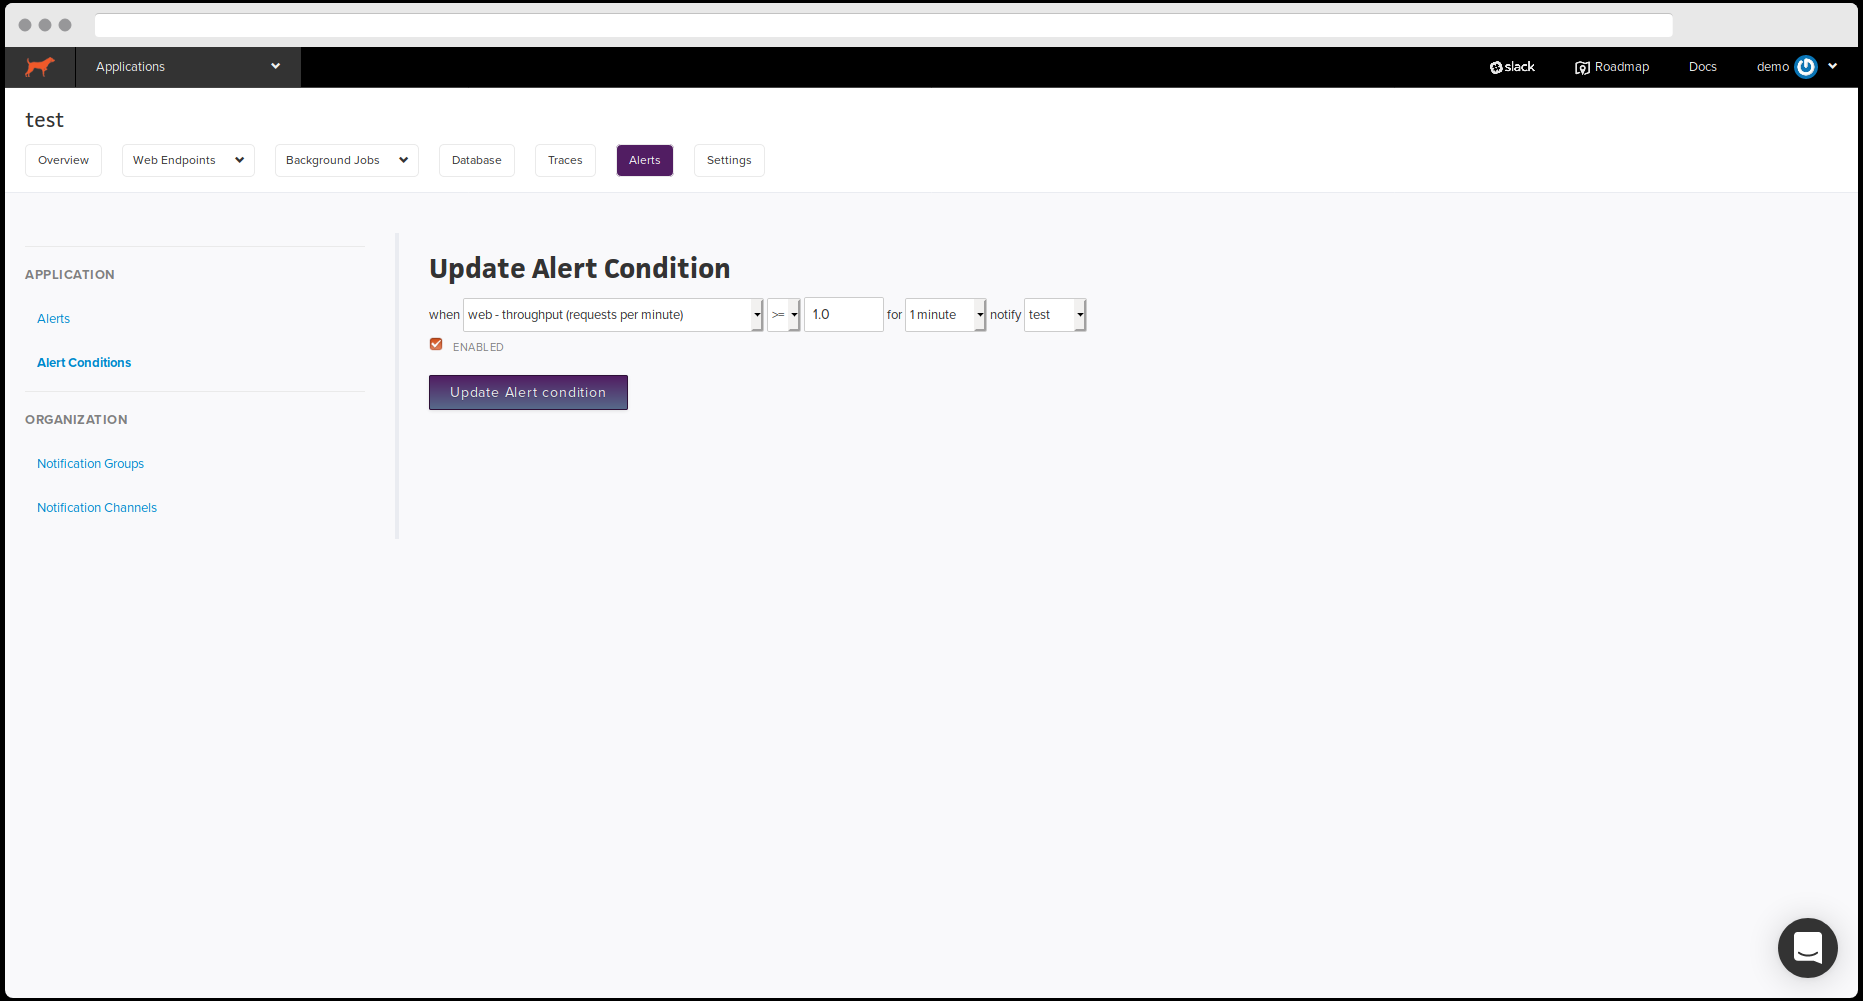 Applications
slack Roadmap Docs demo
test
Overview Web Endpoints Background Jobs Database Traces Alerts Settings
APPLICATION
Alerts
Alert Conditions
ORGANIZATION
Notification Groups
Notification Channels
Update Alert Condition
when web - throughput (requests per minute) >= 1.0 for 1 minute notify test
ENABLED
Update Alert condition